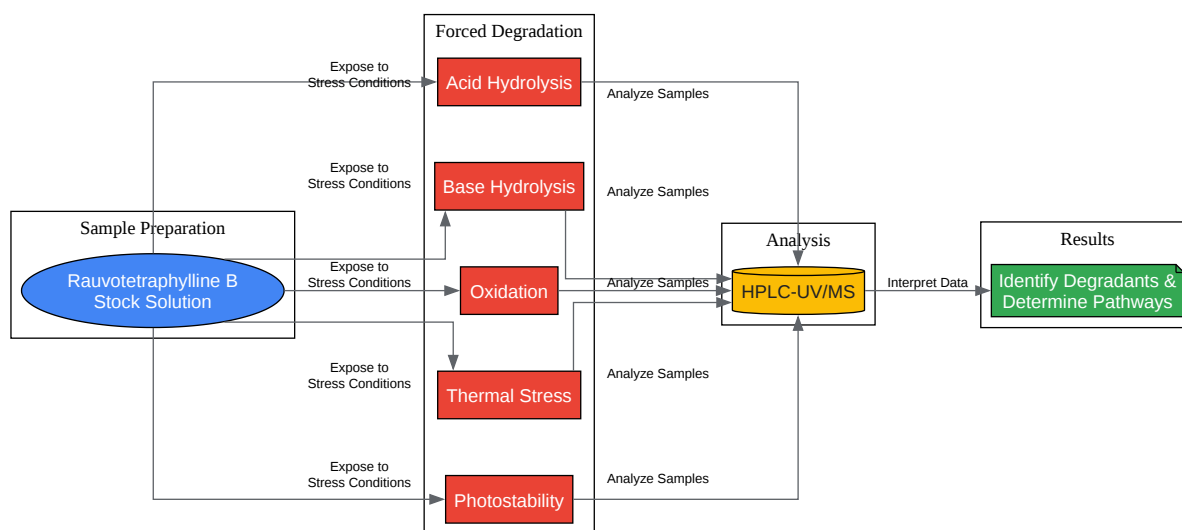 Forced Degradation
Expose to
Stress Conditions
Acid Hydrolysis
Analyze Samples
Expose to
Stress Conditions
Base Hydrolysis
Analyze Samples
Sample Preparation
Rauvotetraphylline B
Stock Solution
Expose to
Stress Conditions
Oxidation
Analyze Samples
Analysis
HPLC-UV/MS
Interpret Data
Results
Identify Degradants &
Determine Pathways
Expose to
Stress Conditions
Thermal Stress
Analyze Samples
Expose to
Stress Conditions
Photostability
Analyze Samples